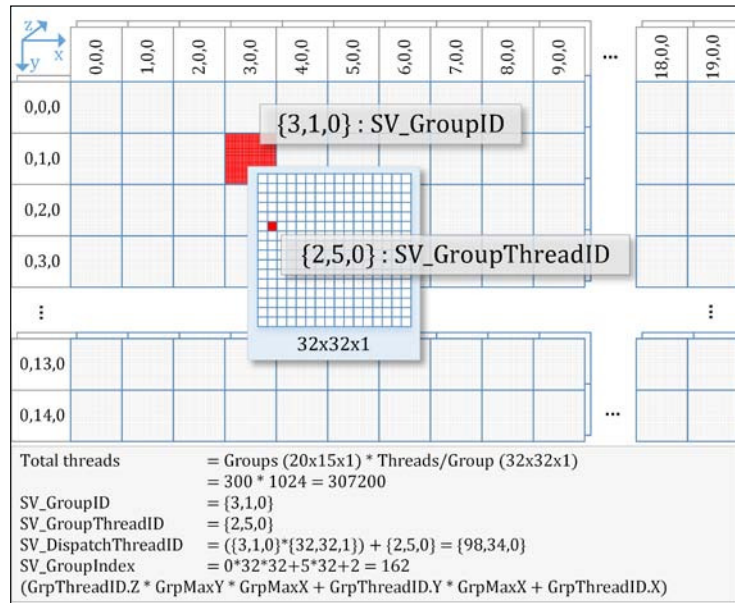 z
x
y
0,0,0 1,0,0 2,0,0 3,0,0 4,0,0 5,0,0 6,0,0 7,0,0 8,0,0 9,0,0 ... 18,0,0 19,0,0
0,0,0
{3,1,0} : SV_GroupID
0,1,0
0,2,0
{2,5,0} : SV_GroupThreadID
0,3,0
...
...
32x32x1
0,13,0
0,14,0 ...
Total threads = Groups (20x15x1) * Threads/Group (32x32x1)
= 300 * 1024 = 307200
SV_GroupID = {3,1,0}
SV_GroupThreadID = {2,5,0}
SV_DispatchThreadID = ({3,1,0}*{32,32,1}) + {2,5,0} = {98,34,0}
SV_GroupIndex = 0*32*32+5*32+2 = 162
(GrpThreadID.Z * GrpMaxY * GrpMaxX + GrpThreadID.Y * GrpMaxX + GrpThreadID.X)